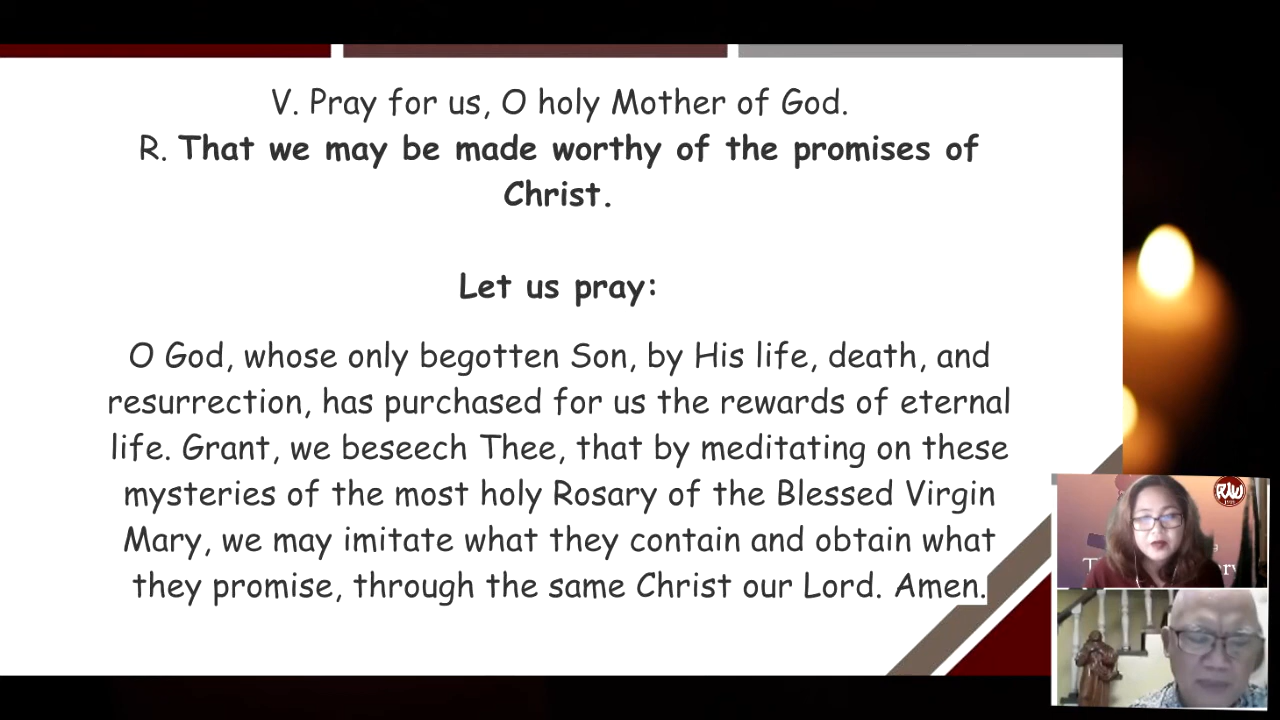 V. Pray for us, O holy Mother of God.
R. That we may be made worthy of the promises of
Christ.
Let us pray:
O God, whose only begotten Son, by His life, death, and
resurrection, has purchased for us the rewards of eternal
life. Grant, we beseech Thee, that by meditating on these
mysteries of the most holy Rosary of the Blessed Virgin
Mary, we may imitate what they contain and obtain what
they promise, through the same Christ our Lord. Amen.